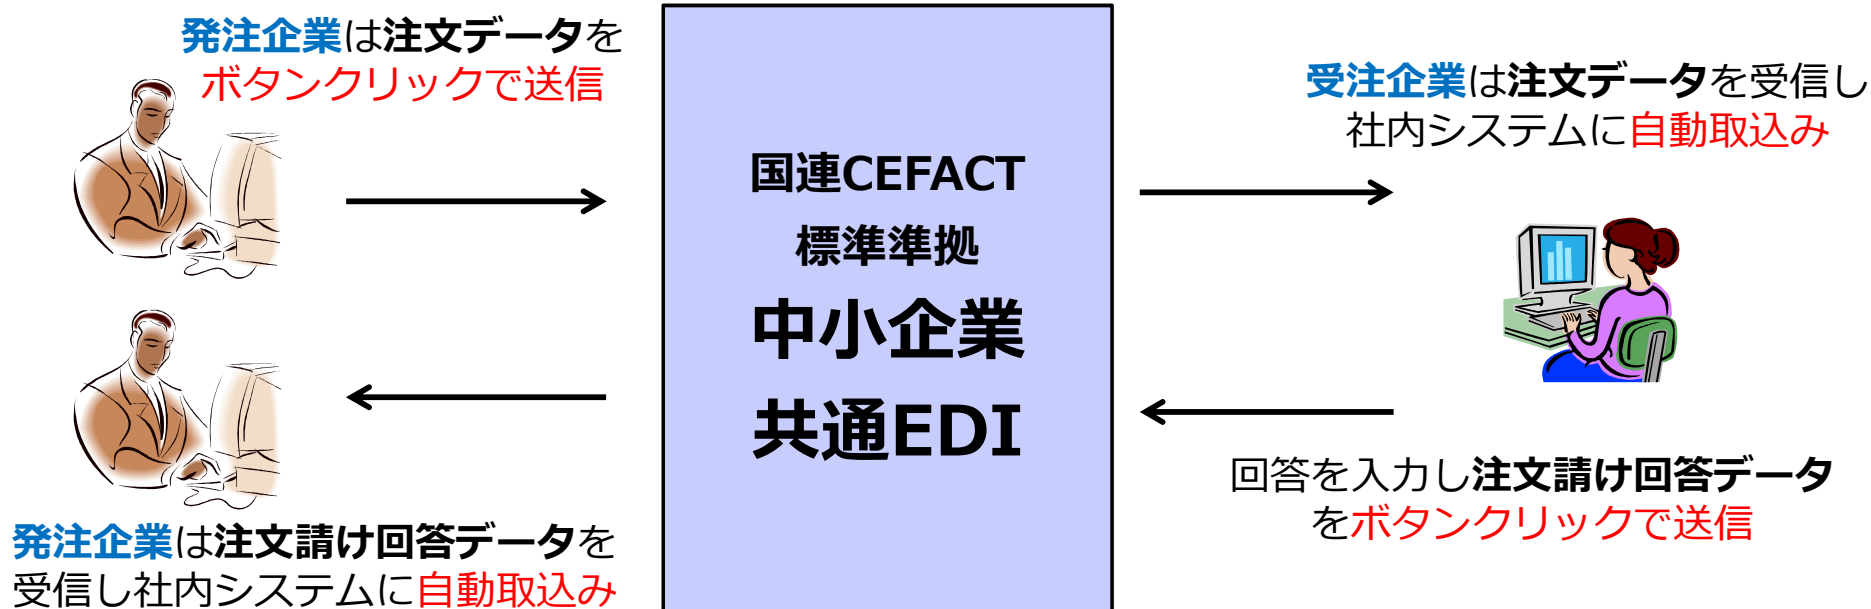 発注企業は注文データを
ボタンクリックで送信
国連CEFACT
標準準拠
中小企業
共通EDI
受注企業は注文データを受信し
社内システムに自動取込み
回答を入力し注文請け回答データ
をボタンクリックで送信
発注企業は注文請け回答データを
受信し社内システムに自動取込み